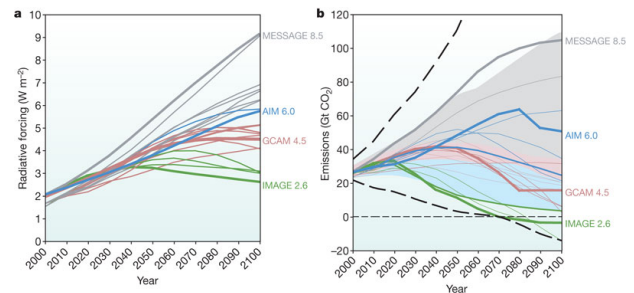 a
10
9
8
7
6
5
4
3
2
1
0
Radiative forcing (W m⁻²)
2000
2010
2020
2030
2040
2050
2060
2070
2080
2090
2100
Year
MESSAGE 8.5
AIM 6.0
GCAM 4.5
IMAGE 2.6
b
120
100
80
60
40
20
0
−20
Emissions (Gt CO₂)
2000
2010
2020
2030
2040
2050
2060
2070
2080
2090
2100
Year
MESSAGE 8.5
AIM 6.0
GCAM 4.5
IMAGE 2.6